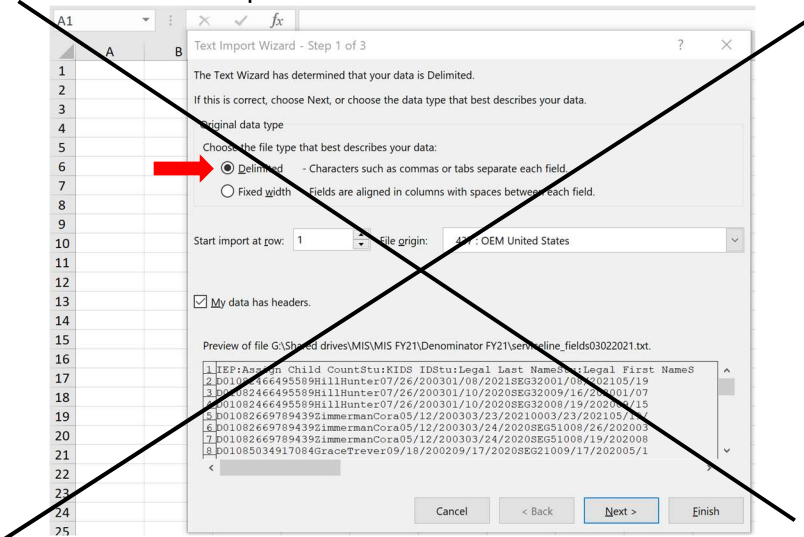 A1 fx
A B
Text Import Wizard - Step 1 of 3 ? ×
The Text Wizard has determined that your data is Delimited.
If this is correct, choose Next, or choose the data type that best describes your data.
Original data type
Choose the file type that best describes your data:
Delimited - Characters such as commas or tabs separate each field.
Fixed width - Fields are aligned in columns with spaces between each field.
Start import at row: 1 File origin: 437 : OEM United States
My data has headers.
Preview of file G:\Shared drives\MIS\MIS FY21\Denominator FY21\serviceline_fields03022021.txt.
1 IEP:Assign Child CountStu:KIDS IDStu:Legal Last NameStu:Legal First NameS
2 D01082466495589HillHunter07/26/200301/08/2021SEG32001/08/202105/19
3 D01082466495589HillHunter07/26/200301/10/2020SEG32009/16/202001/07
4 D01082466495589HillHunter07/26/200301/10/2020SEG32008/19/202009/15
5 D01082669789439ZimmermanCora05/12/200303/23/20210003/23/202105/19/
6 D01082669789439ZimmermanCora05/12/200303/24/2020SEG51008/26/202003
7 D01082669789439ZimmermanCora05/12/200303/24/2020SEG51008/19/202008
8 D01085034917084GraceTrever09/18/200209/17/2020SEG21009/17/202005/1
Cancel < Back Next > Finish
1
2
3
4
5
6
7
8
9
10
11
12
13
14
15
16
17
18
19
20
21
22
23
24
25